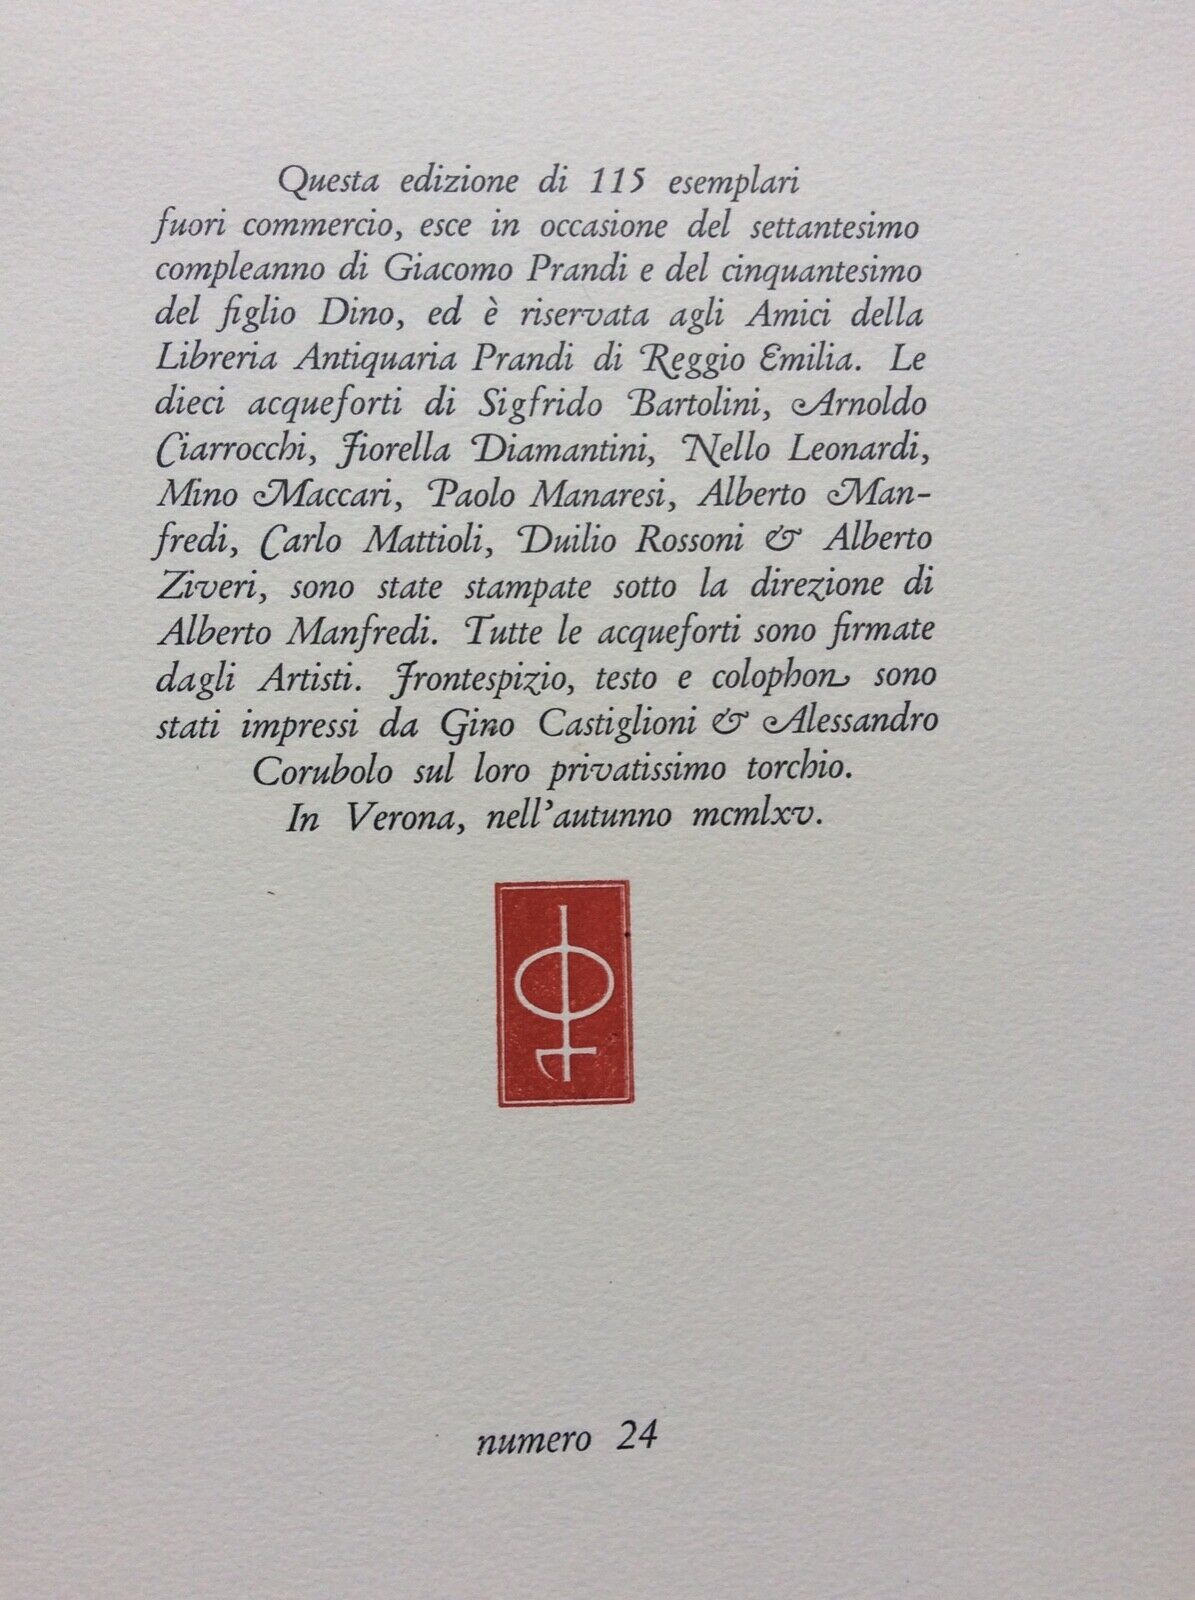 Questa edizione di 115 esemplari
fuori commercio, esce in occasione del settantesimo
compleanno di Giacomo Prandi e del cinquantesimo
del figlio Dino, ed è riservata agli Amici della
Libreria Antiquaria Prandi di Reggio Emilia. Le
dieci acqueforti di Sigfrido Bartolini, Arnoldo
Ciarrocchi, Fiorella Diamantini, Nello Leonardi,
Mino Maccari, Paolo Manaresi, Alberto Man-
fredi, Carlo Mattioli, Duilio Rossoni & Alberto
Ziveri, sono state stampate sotto la direzione di
Alberto Manfredi. Tutte le acqueforti sono firmate
dagli Artisti. Frontespizio, testo e colophon sono
stati impressi da Gino Castiglioni & Alessandro
Corubolo sul loro privatissimo torchio.
In Verona, nell'autunno mcmlxv.
numero 24